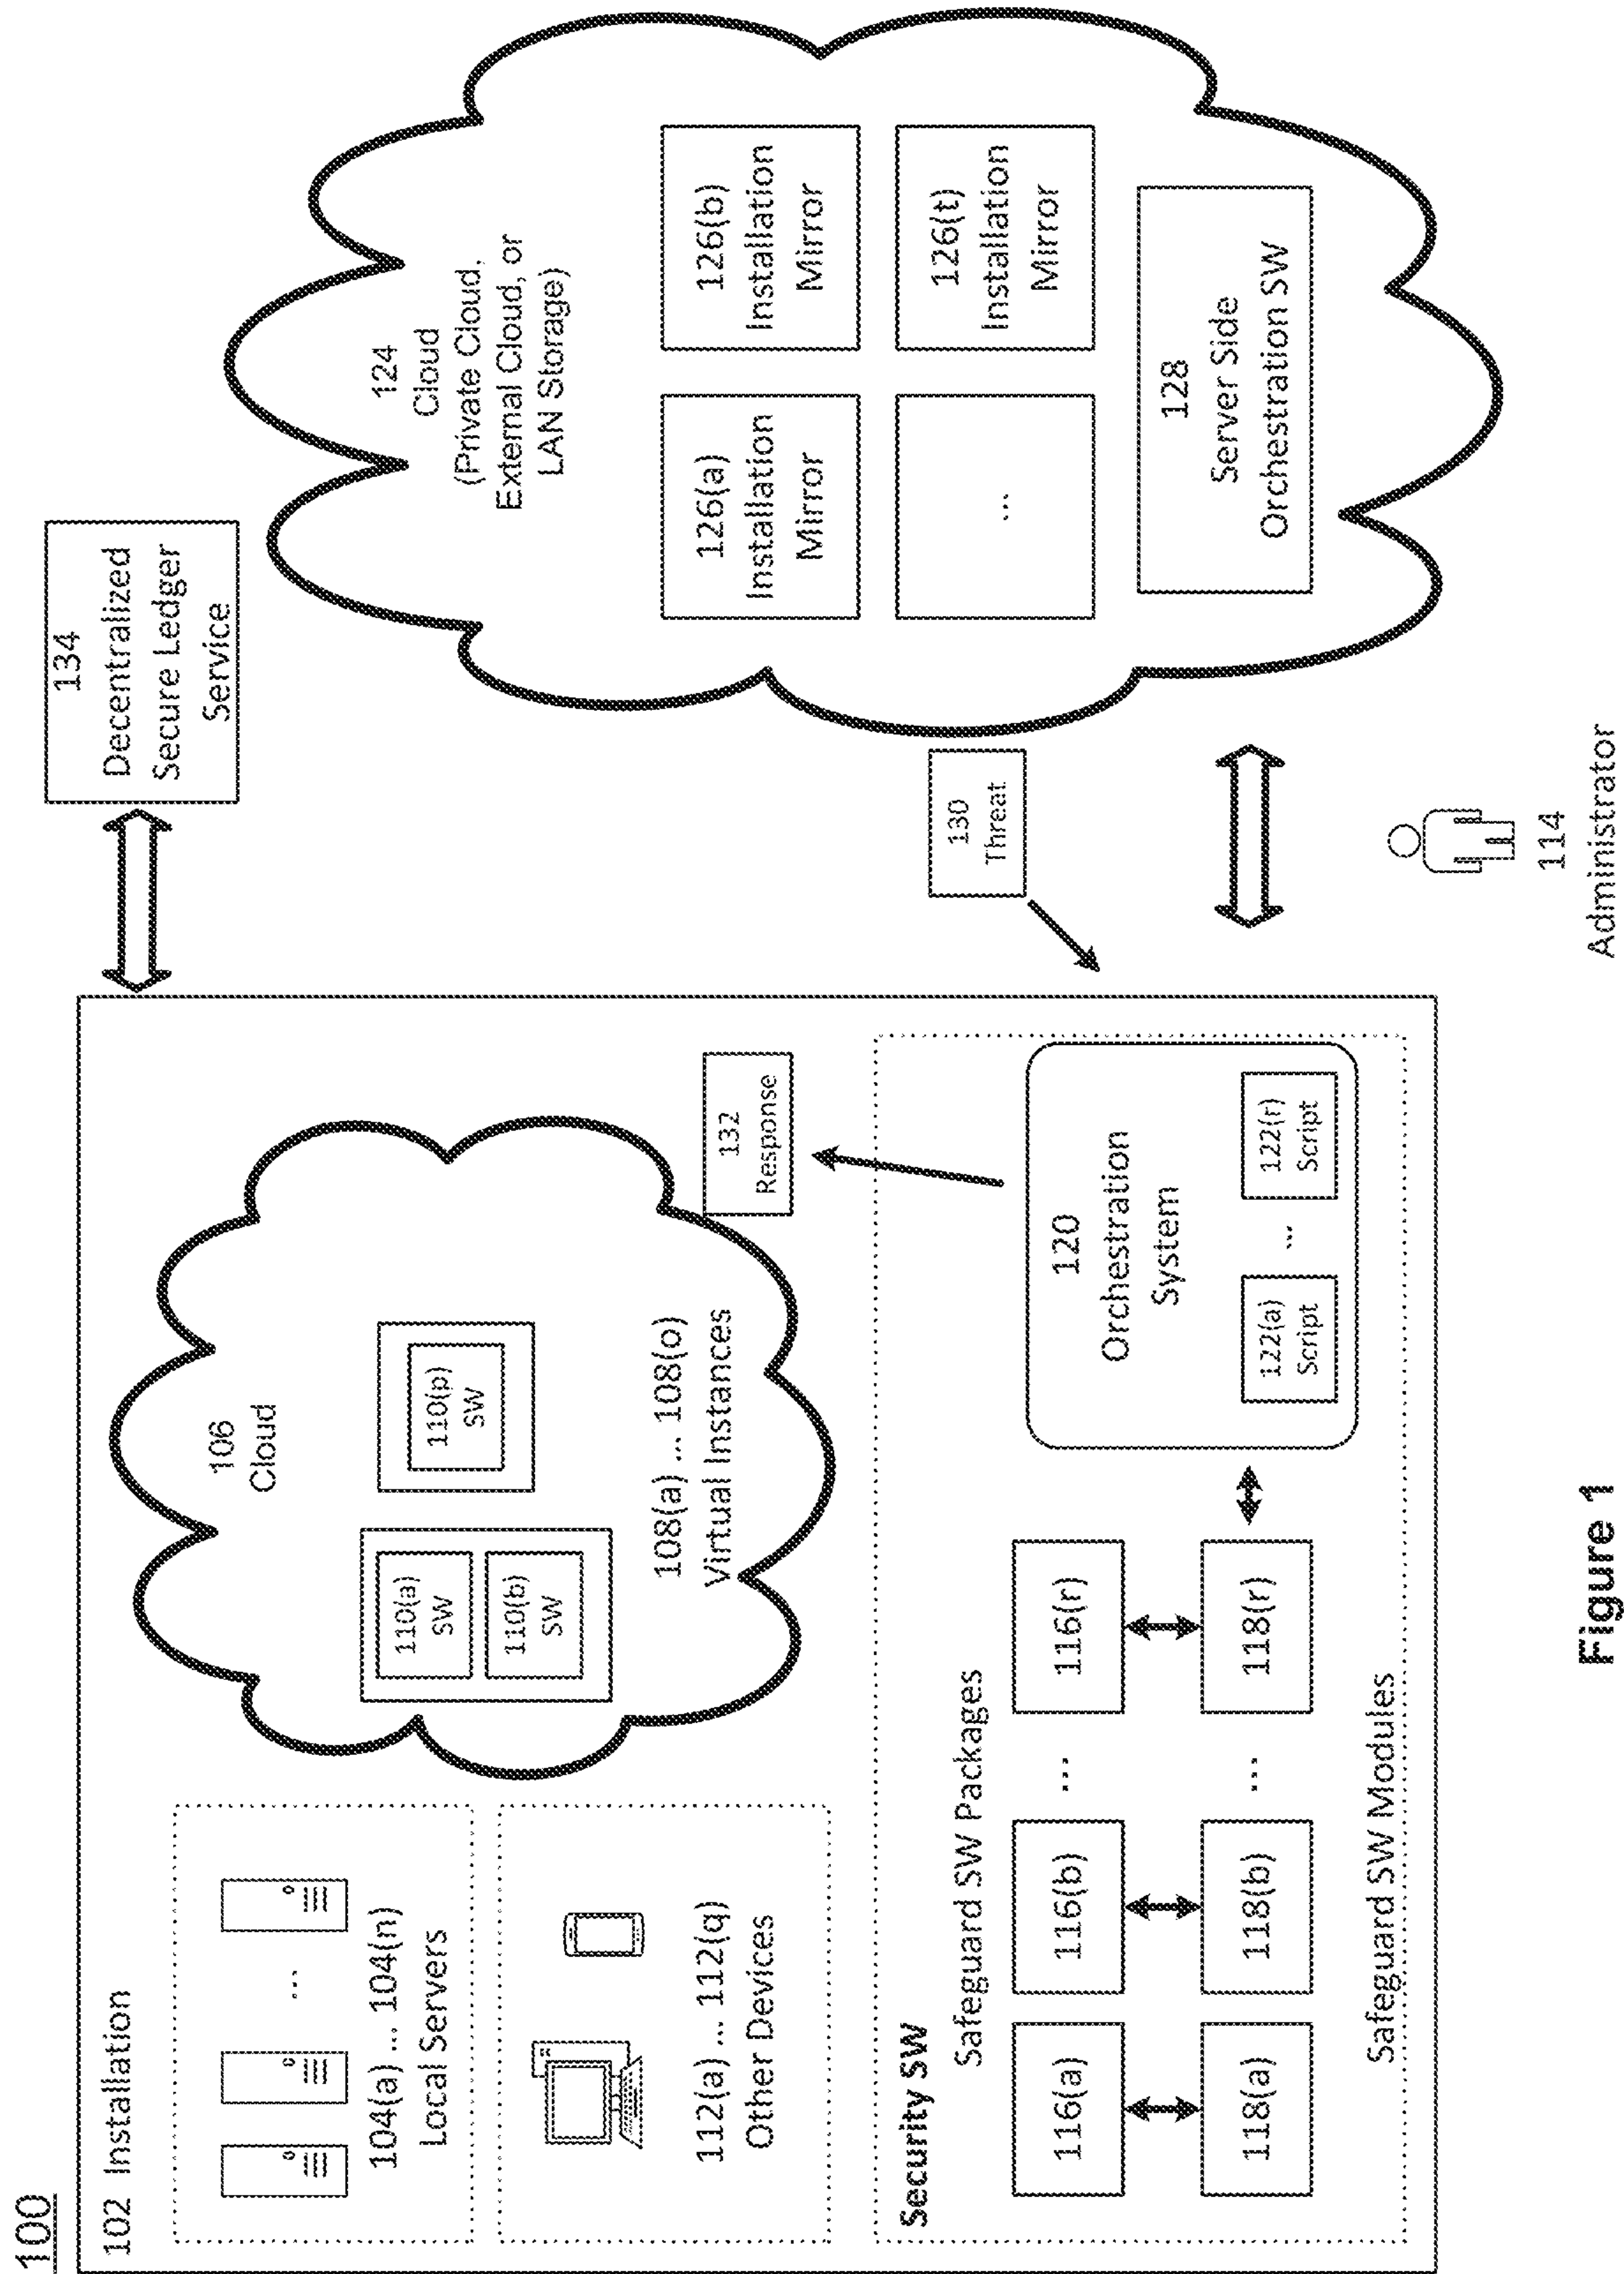 100
102 Installation
104(a) ... 104(n)
Local Servers
112(a) ... 112(q)
Other Devices
106
Cloud
110(a)
SW
110(b)
SW
110(p)
SW
108(a) ... 108(o)
Virtual Instances
132
Response
Security SW
Safeguard SW Packages
116(a)
116(b)
...
116(r)
118(a)
118(b)
...
118(r)
Safeguard SW Modules
120
Orchestration
System
122(a)
Script
...
122(r)
Script
134
Decentralized
Secure Ledger
Service
130
Threat
114
Administrator
124
Cloud
(Private Cloud,
External Cloud, or
LAN Storage)
126(a)
Installation
Mirror
126(b)
Installation
Mirror
...
126(t)
Installation
Mirror
128
Server Side
Orchestration SW
Figure 1